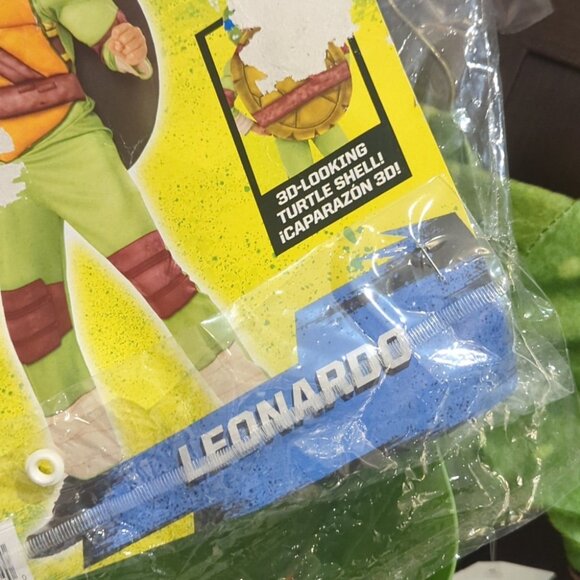 3D-LOOKING
TURTLE SHELL!
¡CAPARAZÓN 3D!
LEONARDO